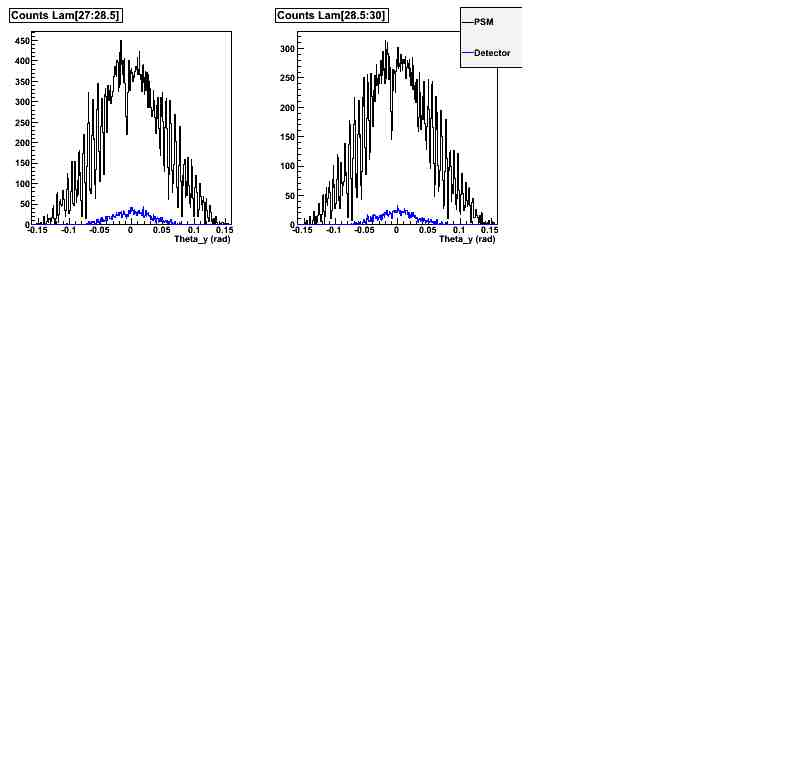 Counts Lam[27:28.5]
450
400
350
300
250
200
150
100
50
0
-0.15 -0.1 -0.05 0 0.05 0.1 0.15
Theta_y (rad)
Counts Lam[28.5:30]
300
250
200
150
100
50
0
-0.15 -0.1 -0.05 0 0.05 0.1 0.15
Theta_y (rad)
PSM
Detector